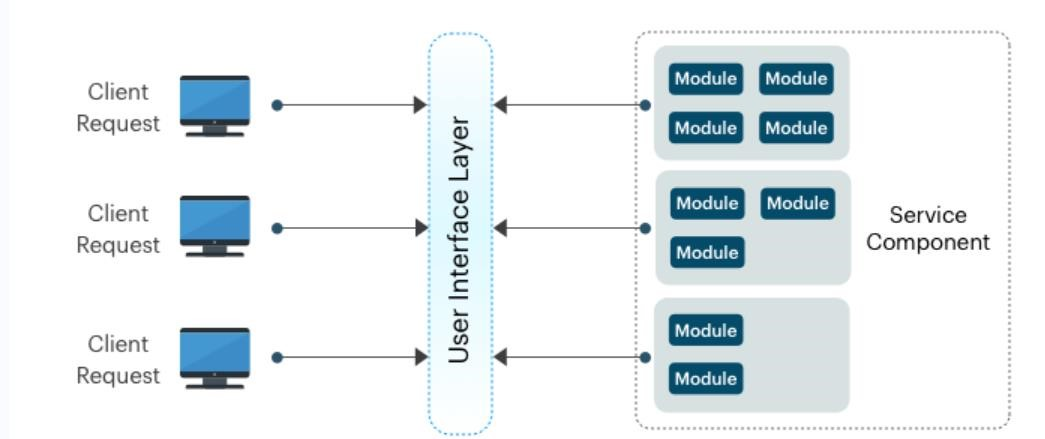 Client
Request
Client
Request
Client
Request
User Interface Layer
Module Module
Module Module
Module Module
Module
Module
Module
Service
Component